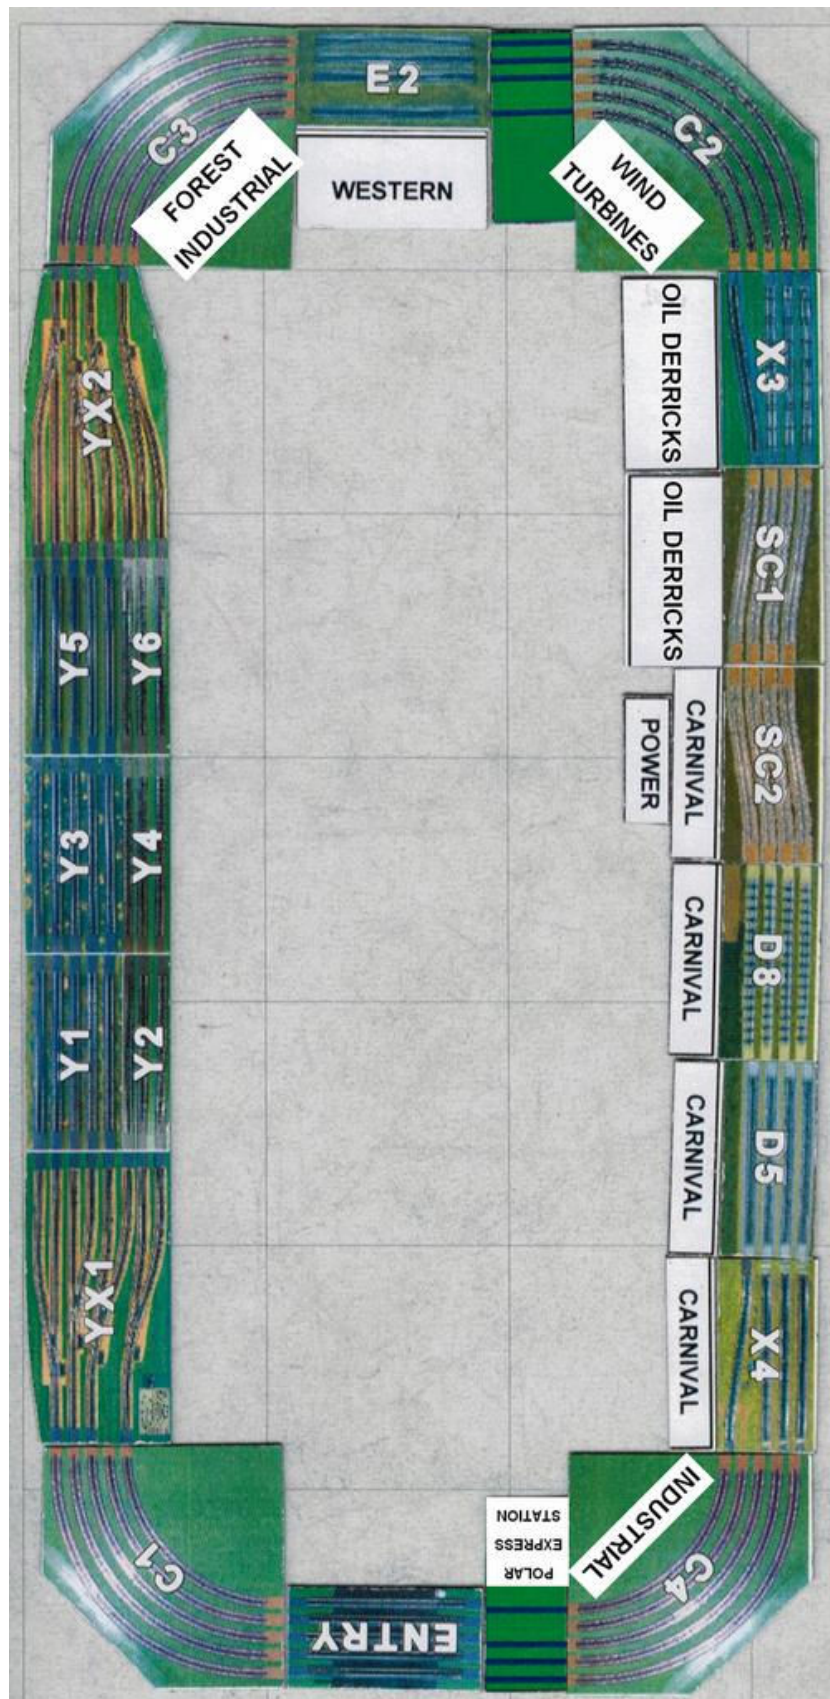 C3
E2
C2
FOREST
INDUSTRIAL
WESTERN
WIND
TURBINES
OIL DERRICKS
X3
YX2
OIL DERRICKS
SC1
Y5
Y6
POWER
CARNIVAL
SC2
Y3
Y4
CARNIVAL
D8
Y1
Y2
CARNIVAL
D5
YX1
CARNIVAL
X4
INDUSTRIAL
C1
POLAR
EXPRESS
STATION
C4
ENTRY